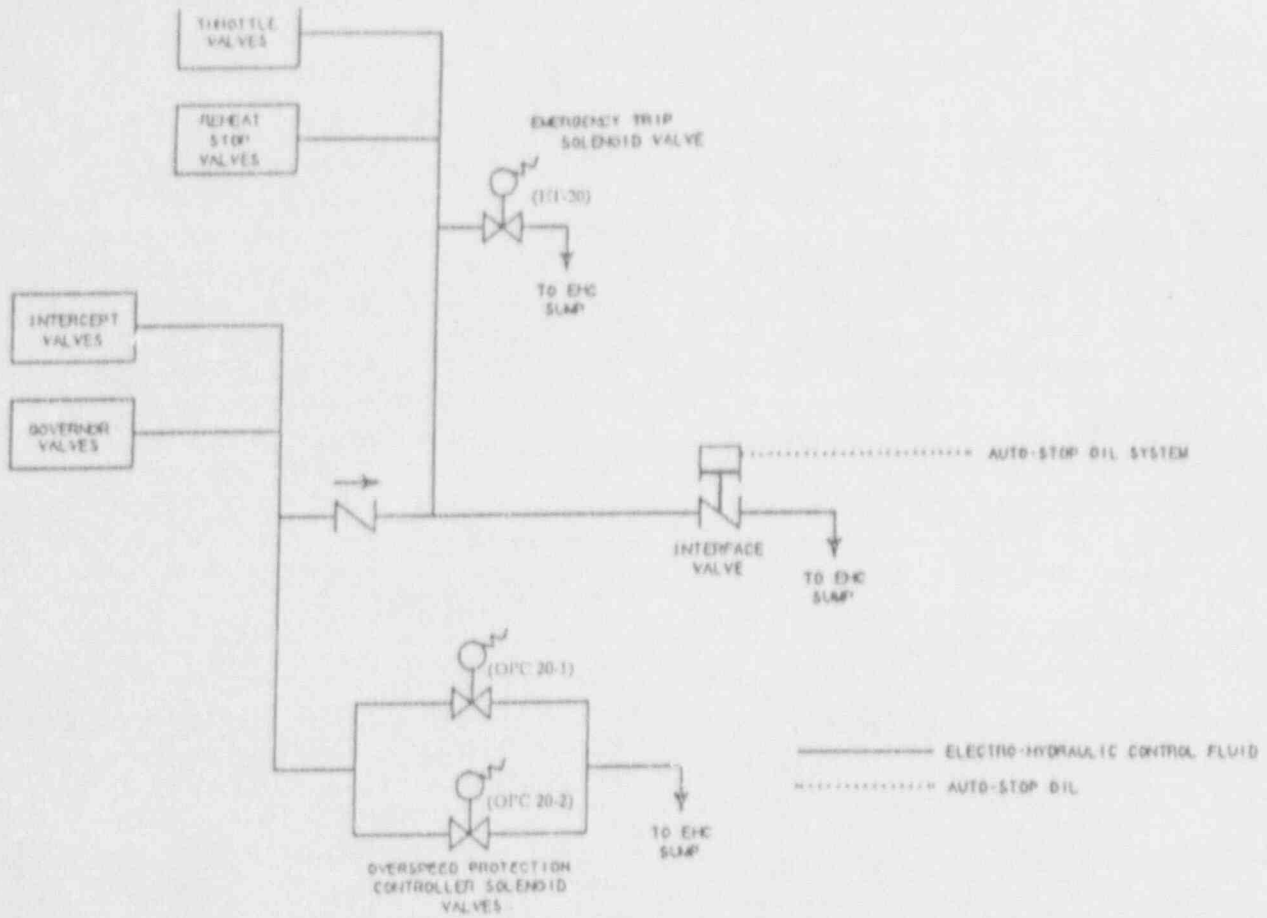 THROTTLE
VALVES
REHEAT
STOP
VALVES
EMERGENCY TRIP
SOLENOID VALVE
TO EHC
SUMP
INTERCEPT
VALVES
GOVERNOR
VALVES
AUTO-STOP OIL SYSTEM
INTERFACE
VALVE
TO EHC
SUMP
(OPC 20-1)
(OPC 20-2)
TO EHC
SUMP
OVERSPEED PROTECTION
CONTROLLER SOLENOID
VALVES
ELECTRO-HYDRAULIC CONTROL FLUID
AUTO-STOP OIL